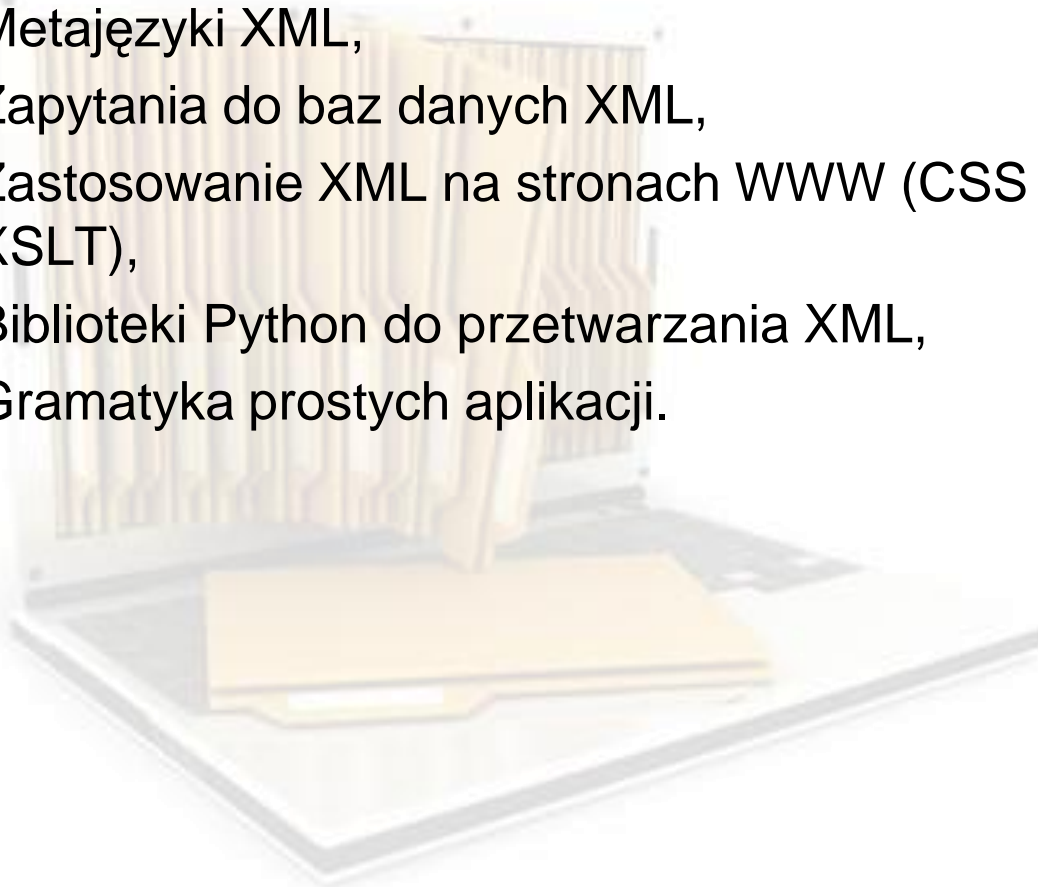 Metajęzyki XML,
Zapytania do baz danych XML,
Zastosowanie XML na stronach WWW (CSS
XSLT),
Biblioteki Python do przetwarzania XML,
Gramatyka prostych aplikacji.